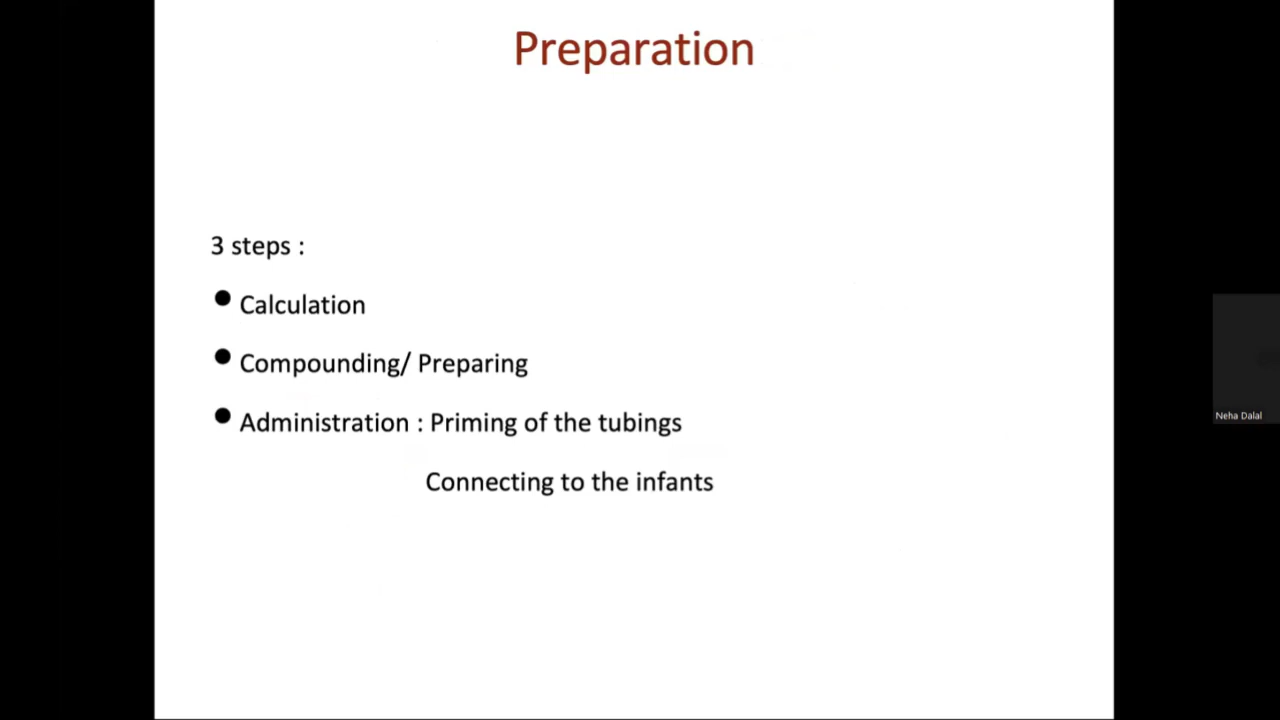 Preparation
3 steps :
● Calculation
● Compounding/ Preparing
● Administration : Priming of the tubings
Connecting to the infants
Neha Dalal